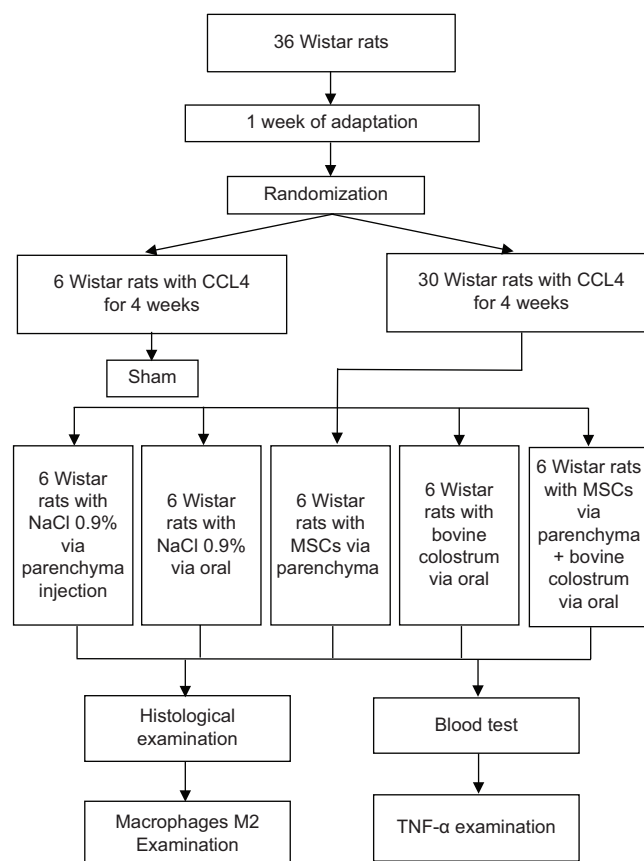 36 Wistar rats
1 week of adaptation
Randomization
6 Wistar rats with CCL4
for 4 weeks
30 Wistar rats with CCL4
for 4 weeks
Sham
6 Wistar
rats with
NaCl 0.9%
via
parenchyma
injection
6 Wistar
rats with
NaCl 0.9%
via oral
6 Wistar
rats with
MSCs via
parenchyma
6 Wistar
rats with
bovine
colostrum
via oral
6 Wistar rats
with MSCs
via
parenchyma
+ bovine
colostrum
via oral
Histological
examination
Blood test
Macrophages M2
Examination
TNF-α examination